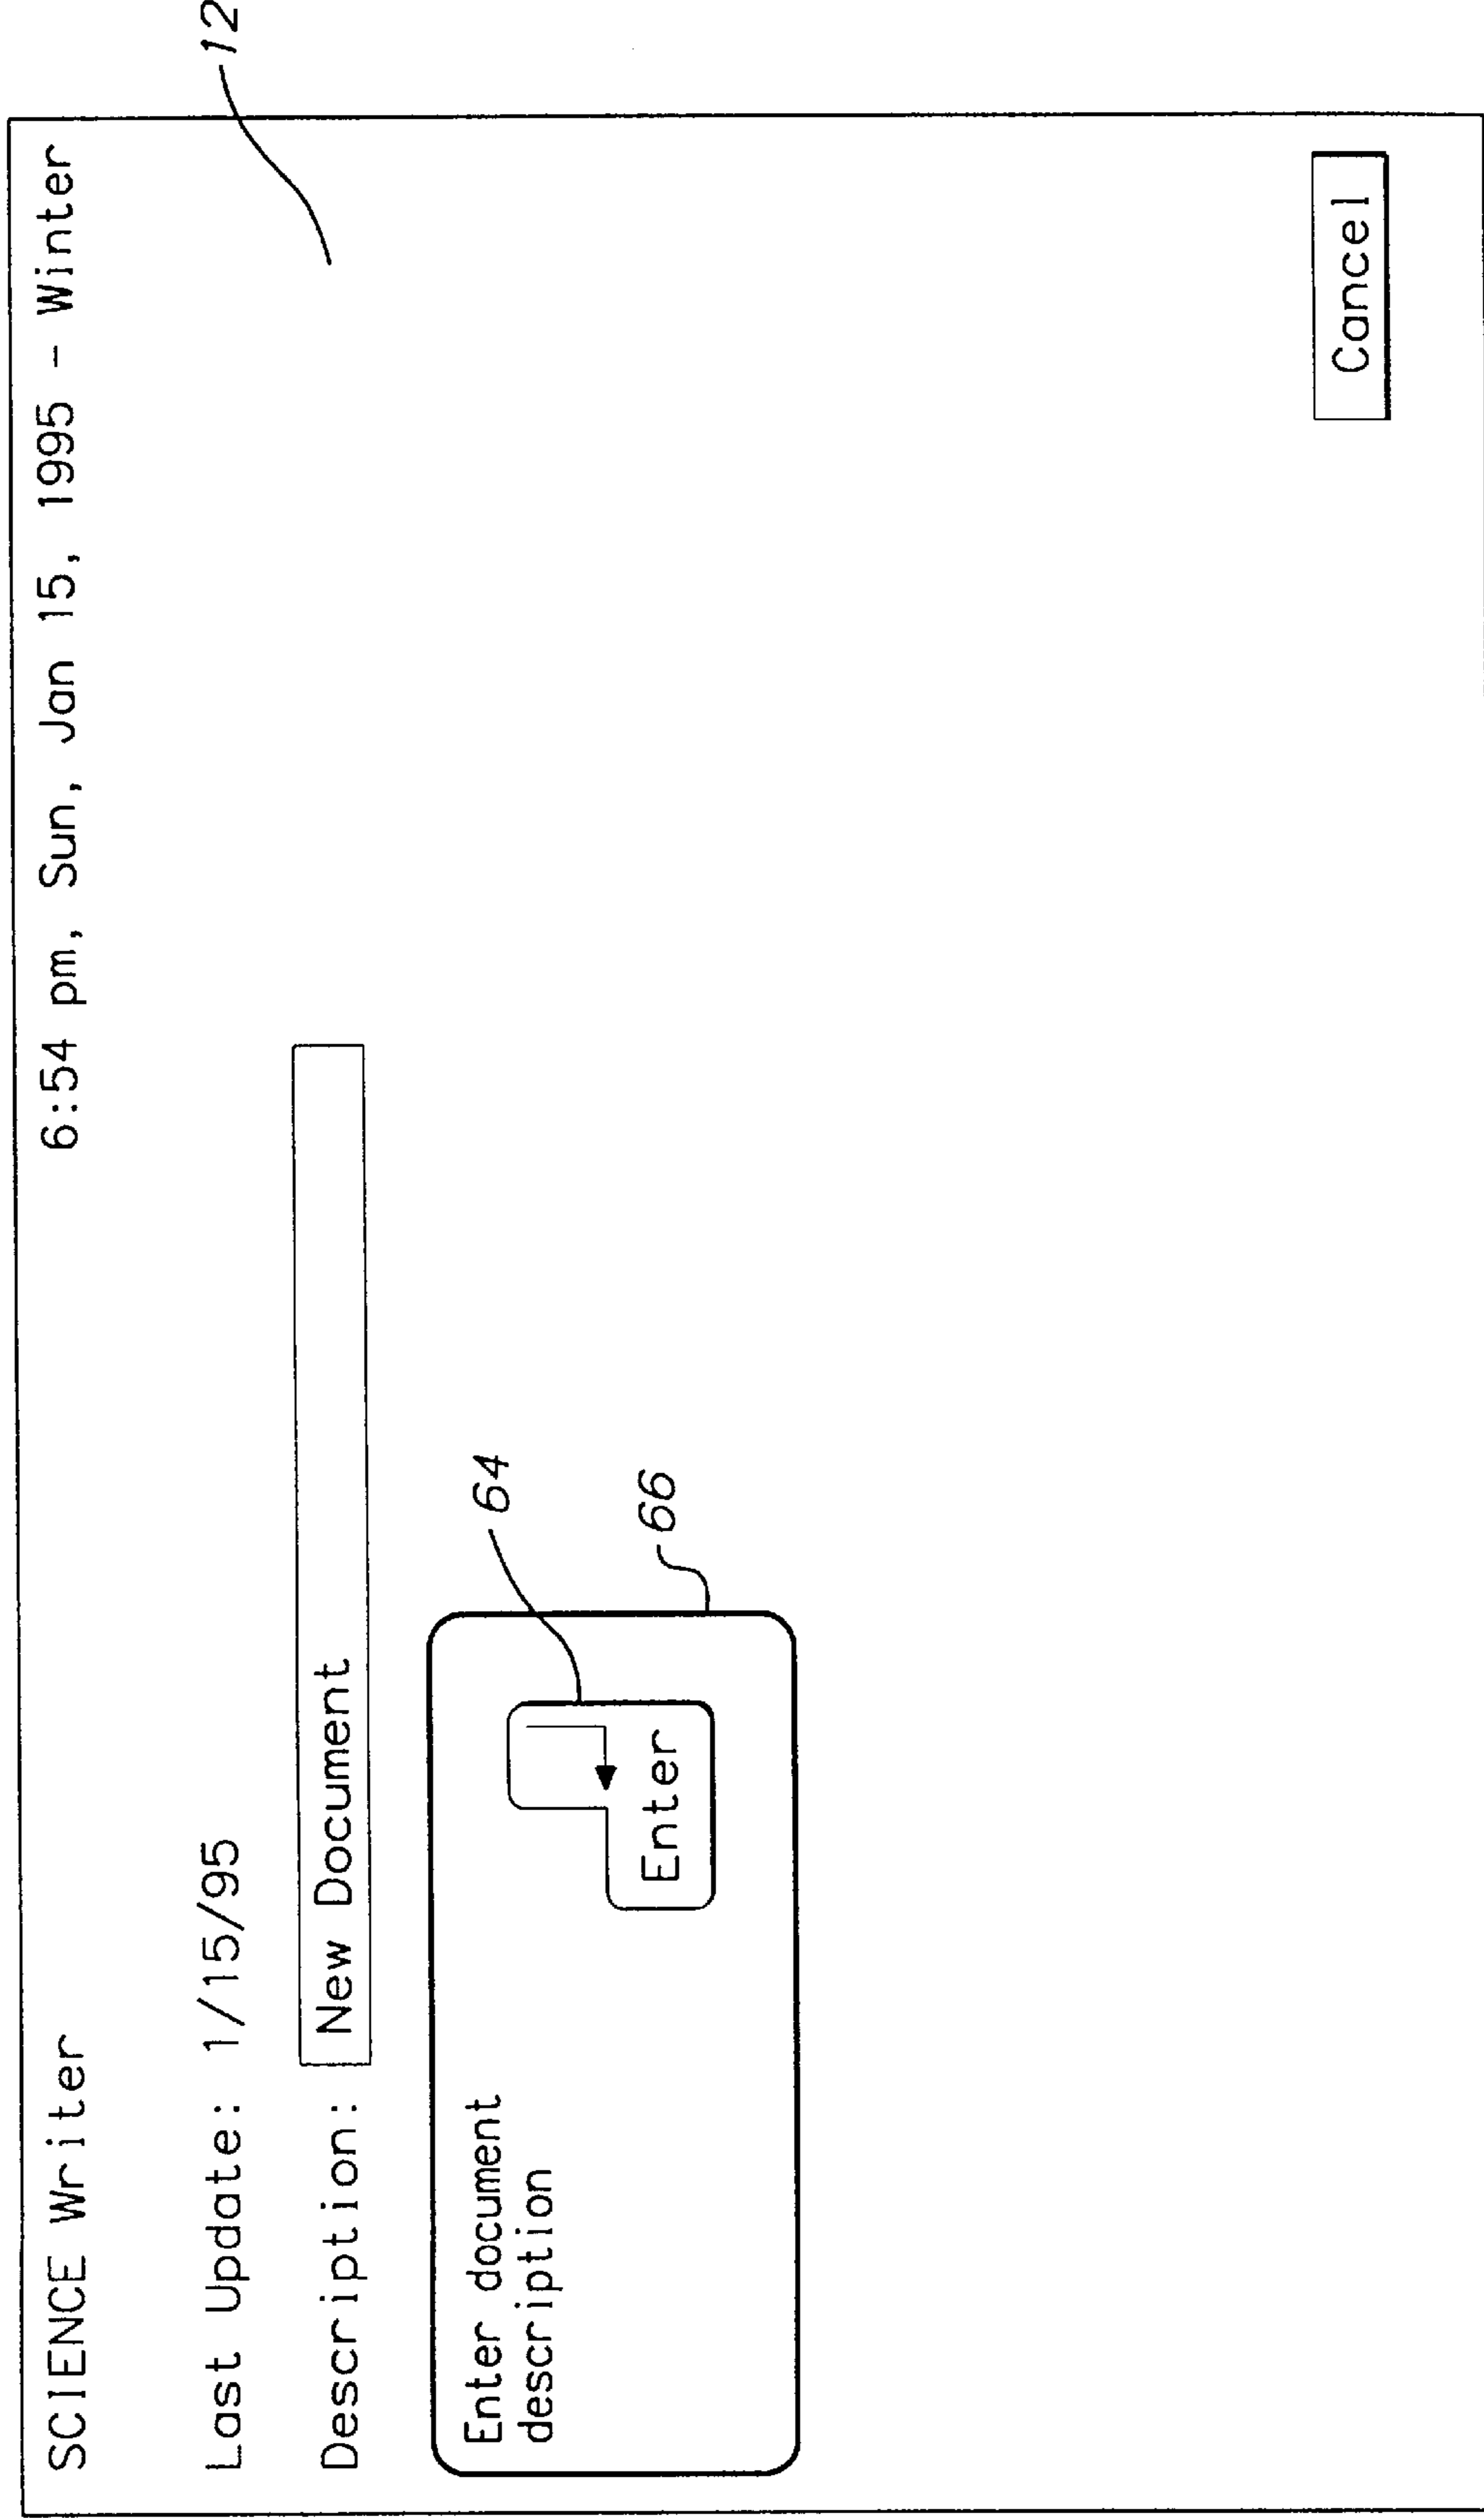 SCIENCE Writer 6:54 pm, Sun, Jan 15, 1995 - Winter
12
Last Update: 1/15/95
Description: New Document
Enter document
description
64
Enter
66
Cancel